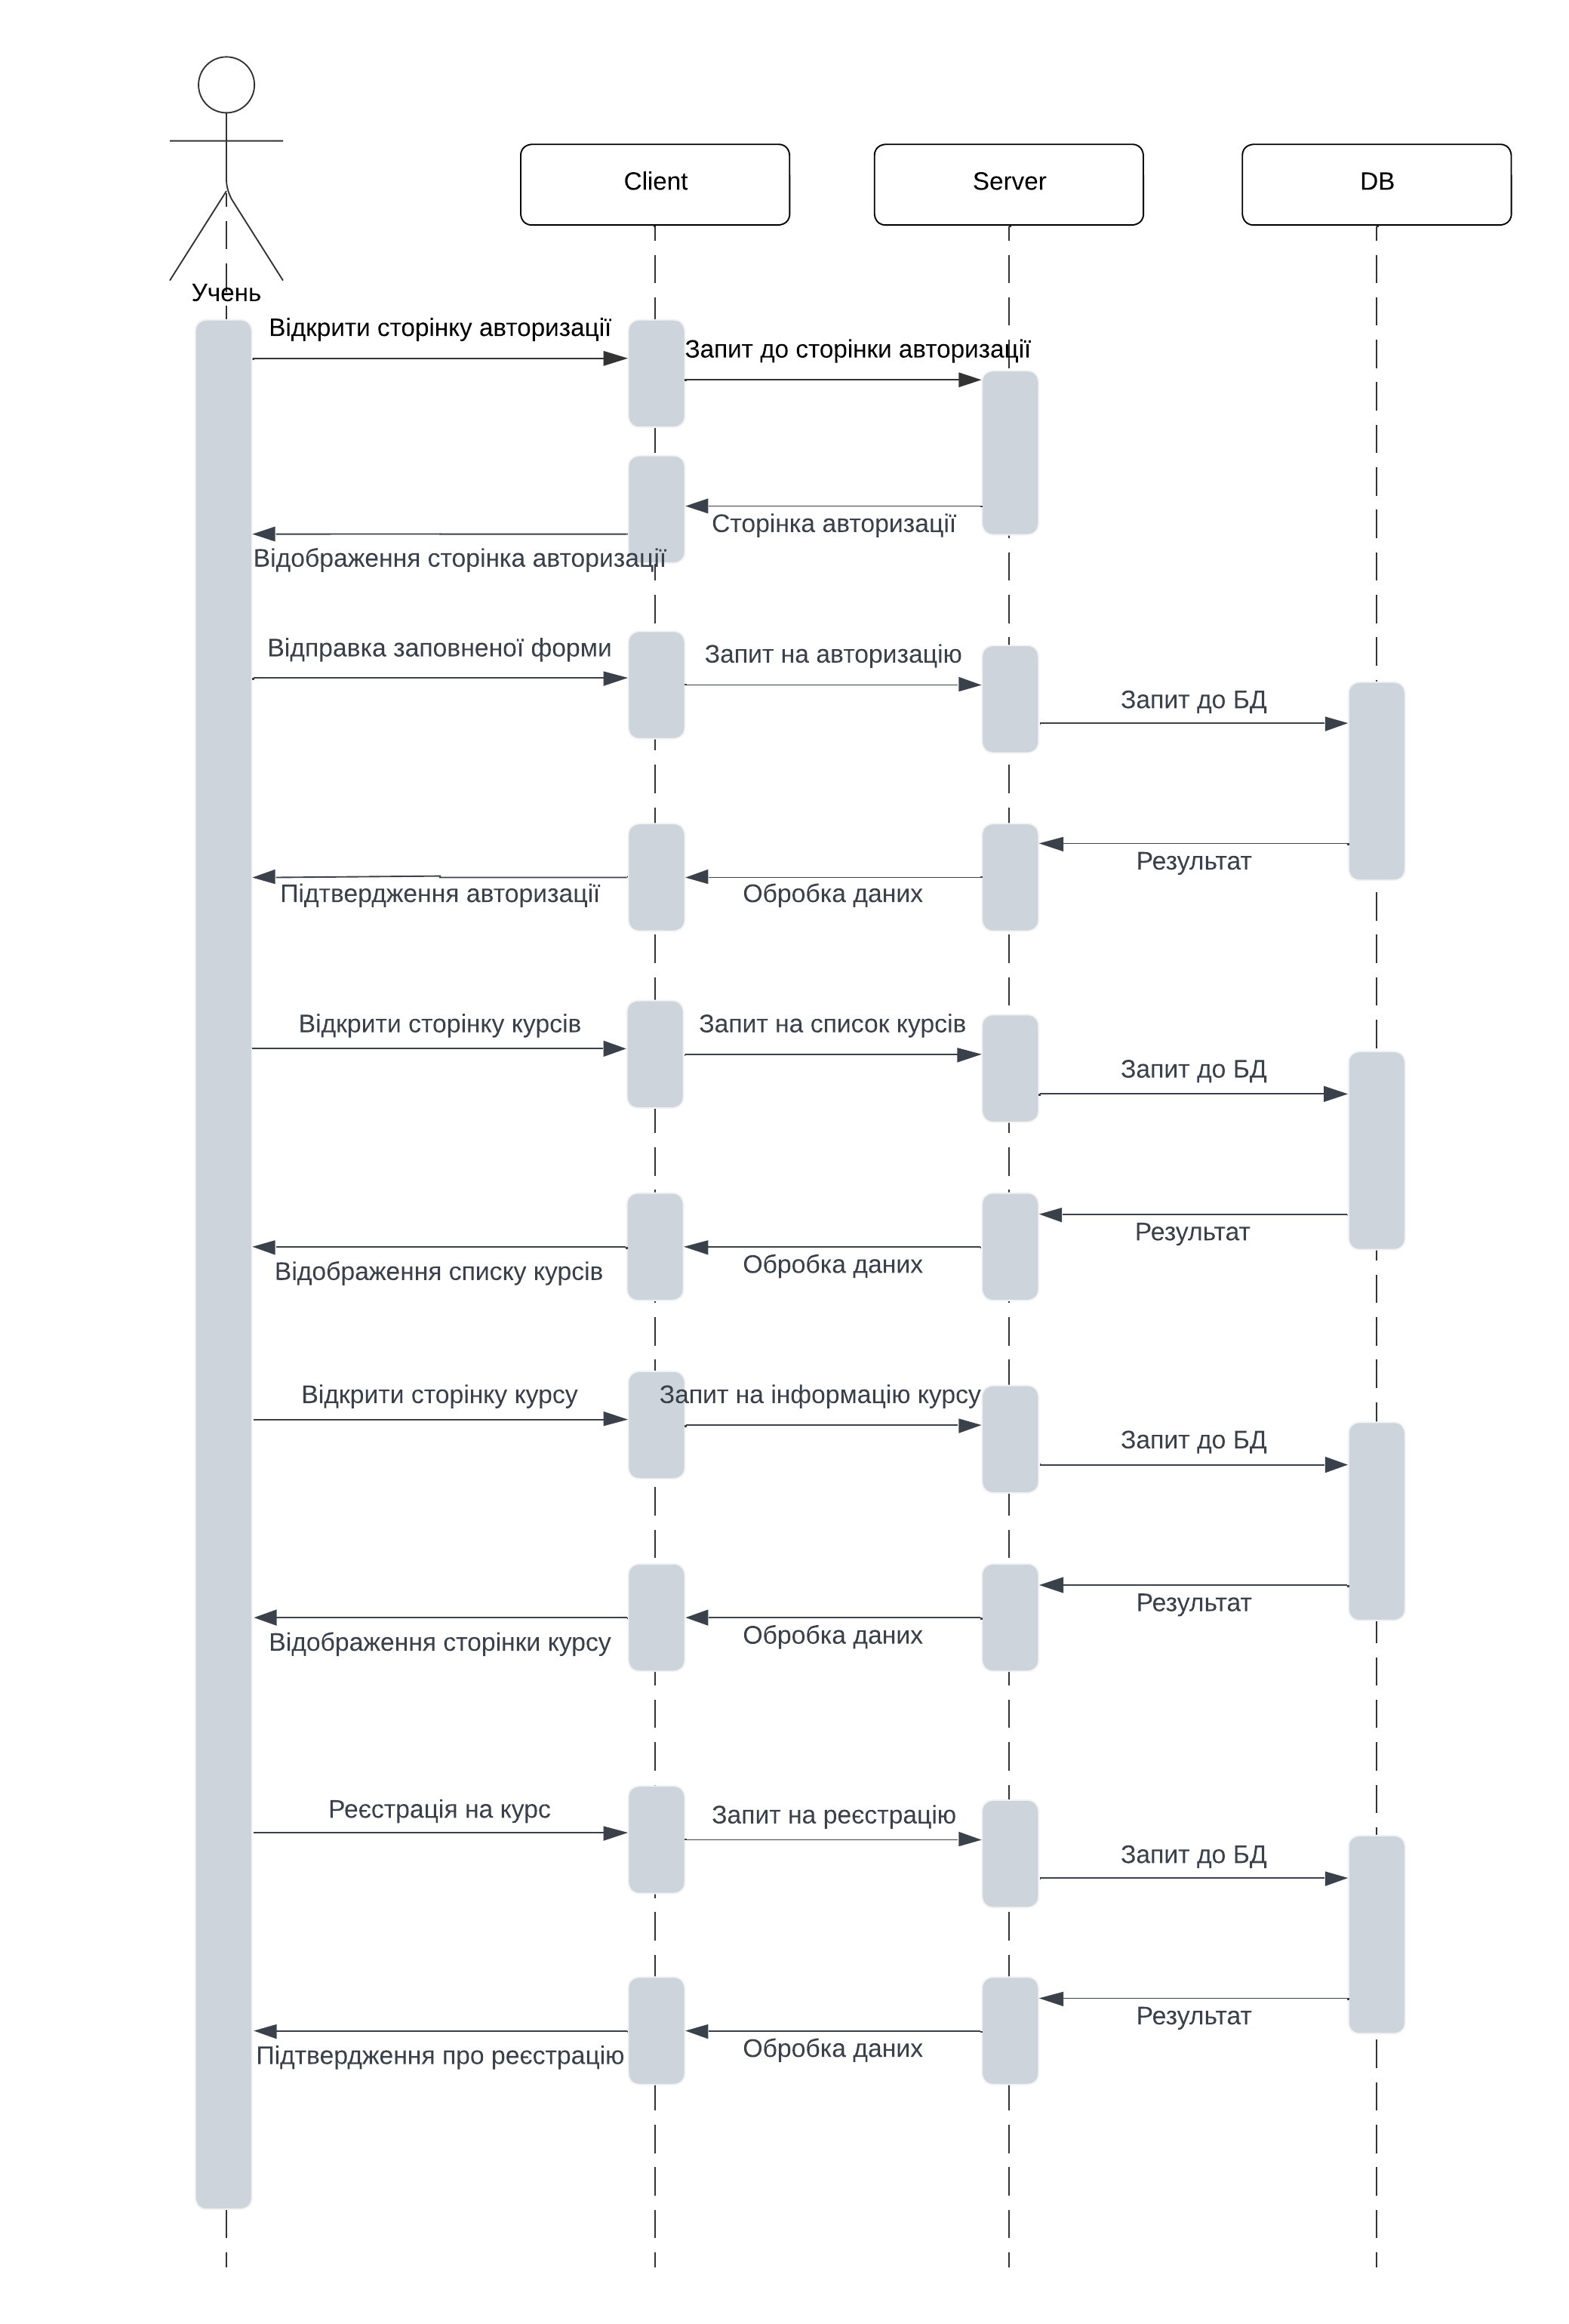 Client
Server
DB
Учень
Відкрити сторінку авторизації
Запит до сторінки авторизації
Сторінка авторизації
Відображення сторінка авторизації
Відправка заповненої форми
Запит на авторизацію
Запит до БД
Результат
Обробка даних
Підтвердження авторизації
Відкрити сторінку курсів
Запит на список курсів
Запит до БД
Результат
Обробка даних
Відображення списку курсів
Відкрити сторінку курсу
Запит на інформацію курсу
Запит до БД
Результат
Обробка даних
Відображення сторінки курсу
Реєстрація на курс
Запит на реєстрацію
Запит до БД
Результат
Обробка даних
Підтвердження про реєстрацію